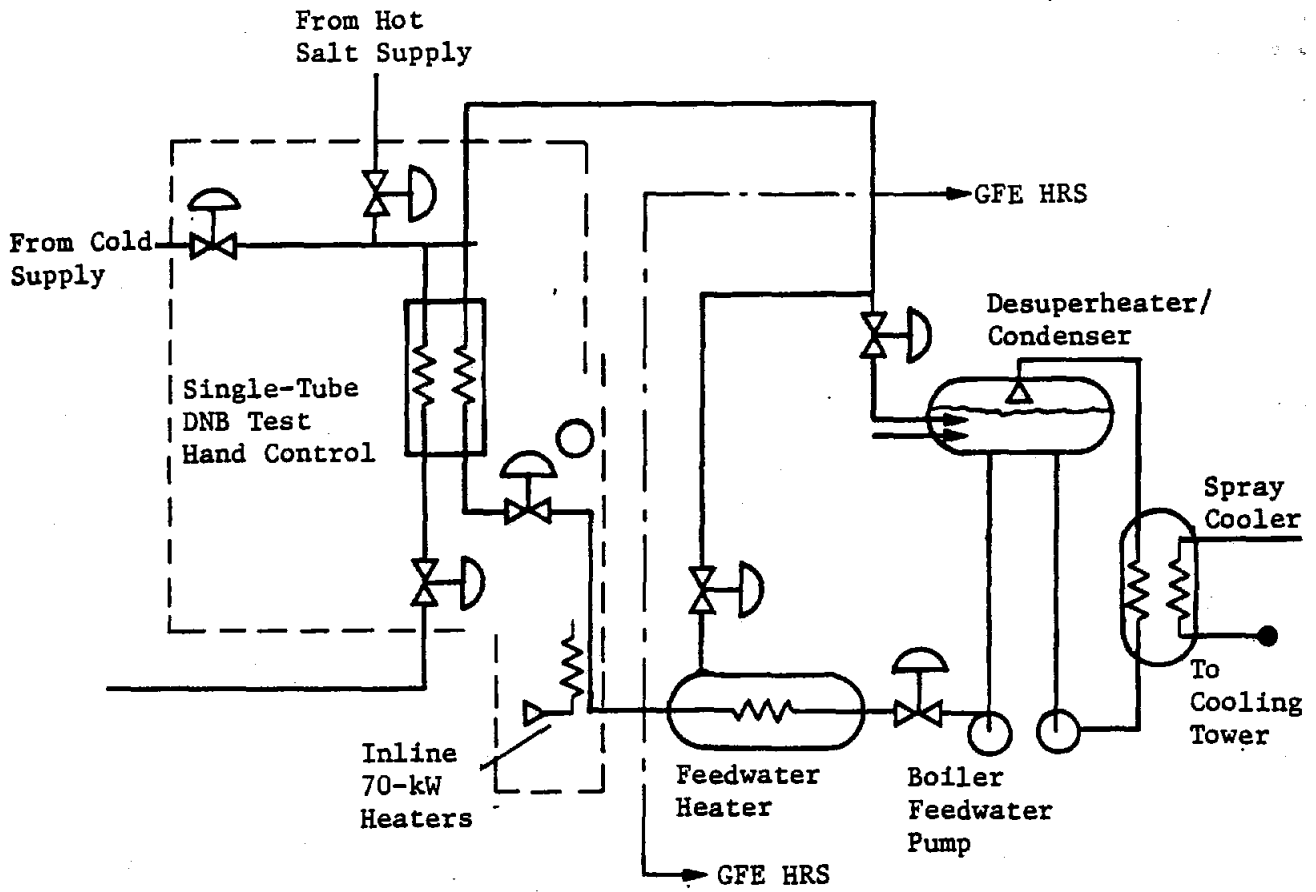 From Hot
Salt Supply
GFE HRS
From Cold
Supply
Desuperheater/
Condenser
Single-Tube
DNB Test
Hand Control
Spray
Cooler
To
Cooling
Tower
Inline
70-kW
Heaters
Feedwater
Heater
Boiler
Feedwater
Pump
GFE HRS